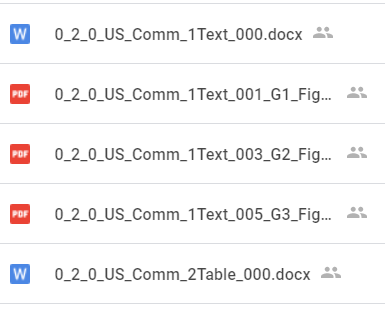 W 0_2_0_US_Comm_1Text_000.docx
PDF 0_2_0_US_Comm_1Text_001_G1_Fig...
PDF 0_2_0_US_Comm_1Text_003_G2_Fig...
PDF 0_2_0_US_Comm_1Text_005_G3_Fig...
W 0_2_0_US_Comm_2Table_000.docx